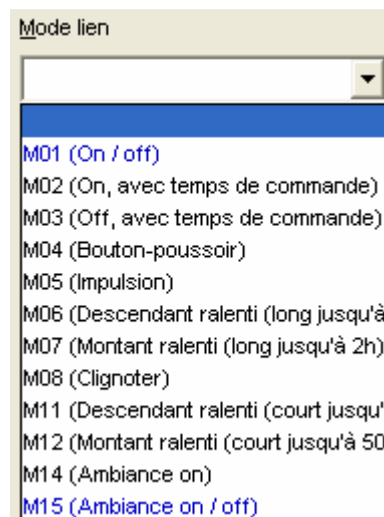 Mode lien
M01 (On / off)
M02 (On, avec temps de commande)
M03 (Off, avec temps de commande)
M04 (Bouton-poussoir)
M05 (Impulsion)
M06 (Descendant ralenti (long jusqu'à
M07 (Montant ralenti (long jusqu'à 2h)
M08 (Clignoter)
M11 (Descendant ralenti (court jusqu'
M12 (Montant ralenti (court jusqu'à 50
M14 (Ambiance on)
M15 (Ambiance on / off)